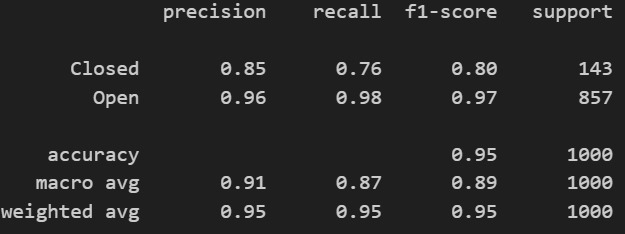 precision recall f1-score support
Closed 0.85 0.76 0.80 143
Open 0.96 0.98 0.97 857
accuracy 0.95 1000
macro avg 0.91 0.87 0.89 1000
weighted avg 0.95 0.95 0.95 1000